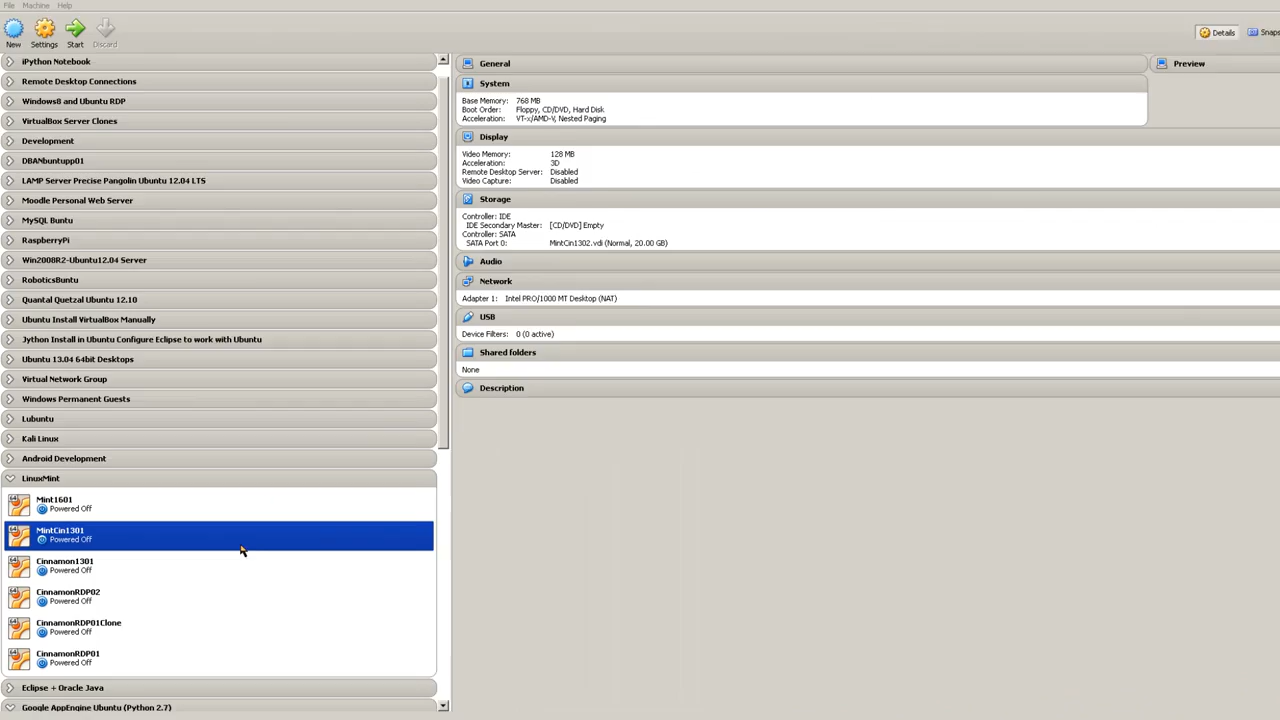 File Machine Help
New Settings Start Discard
Details Snaps
iPython Notebook
Remote Desktop Connections
Windows8 and Ubuntu RDP
VirtualBox Server Clones
Development
DBANbuntupp01
LAMP Server Precise Pangolin Ubuntu 12.04 LTS
Moodle Personal Web Server
MySQL Buntu
RaspberryPi
Win2008R2-Ubuntu12.04 Server
RoboticsBuntu
Quantal Quetzal Ubuntu 12.10
Ubuntu Install VirtualBox Manually
Jython Install in Ubuntu Configure Eclipse to work with Ubuntu
Ubuntu 13.04 64bit Desktops
Virtual Network Group
Windows Permanent Guests
Lubuntu
Kali Linux
Android Development
LinuxMint
64
Mint1601
Powered Off
64
MintCin1301
Powered Off
64
Cinnamon1301
Powered Off
64
CinnamonRDP02
Powered Off
64
CinnamonRDP01Clone
Powered Off
64
CinnamonRDP01
Powered Off
Eclipse + Oracle Java
Google AppEngine Ubuntu (Python 2.7)
General
Preview
System
Base Memory: 768 MB
Boot Order: Floppy, CD/DVD, Hard Disk
Acceleration: VT-x/AMD-V, Nested Paging
Display
Video Memory: 128 MB
Acceleration: 3D
Remote Desktop Server: Disabled
Video Capture: Disabled
Storage
Controller: IDE
IDE Secondary Master: [CD/DVD] Empty
Controller: SATA
SATA Port 0: MintCin1302.vdi (Normal, 20.00 GB)
Audio
Network
Adapter 1: Intel PRO/1000 MT Desktop (NAT)
USB
Device Filters: 0 (0 active)
Shared folders
None
Description